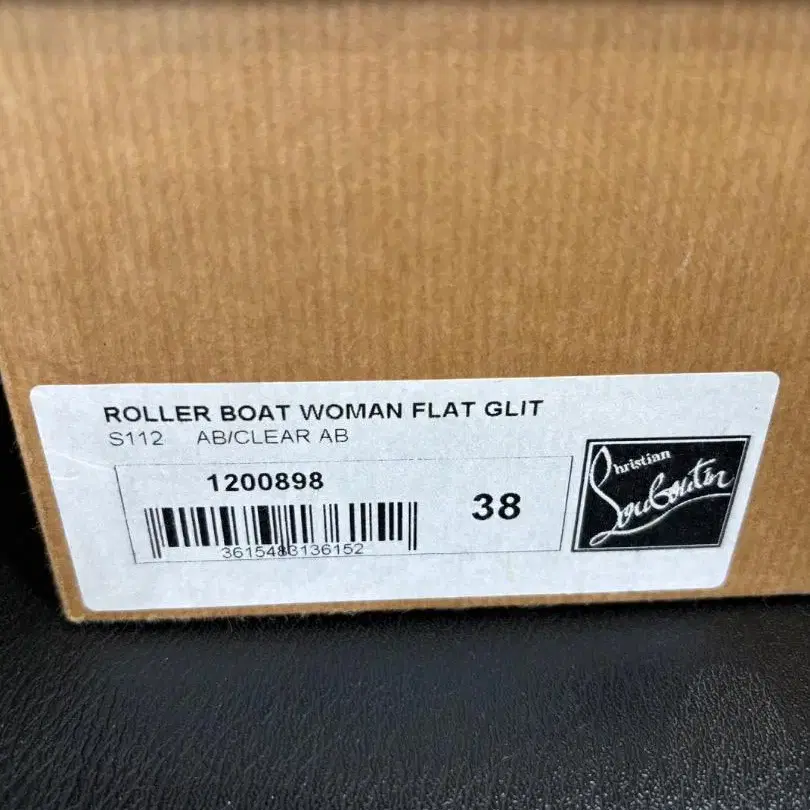 ROLLER BOAT WOMAN FLAT GLIT
S112 AB/CLEAR AB
1200898
38
3615483136152
Christian
Louboutin